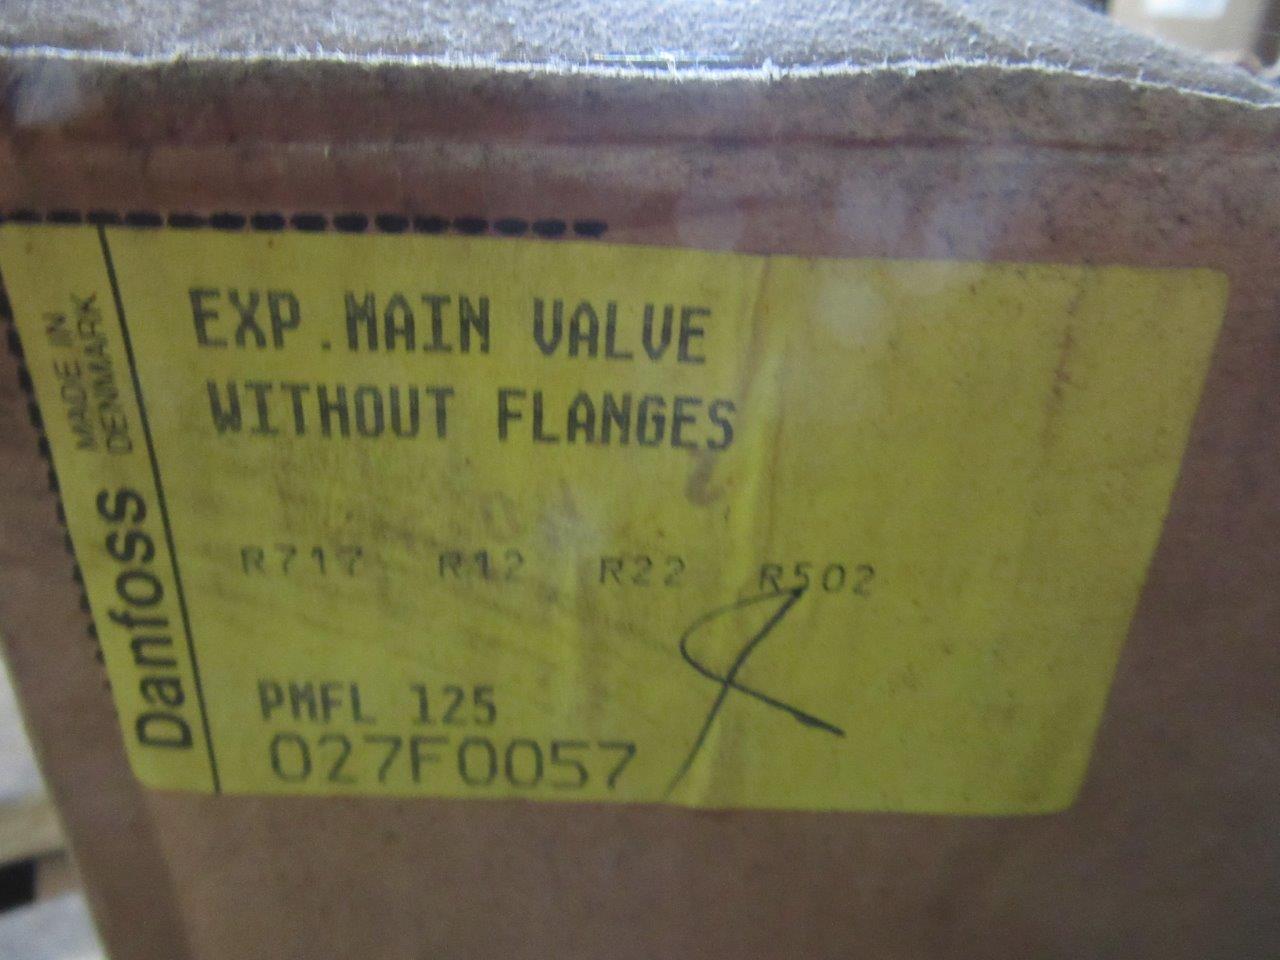 EXP.MAIN VALVE
WITHOUT FLANGES
R717 R12 R22 R502
PMFL 125
027F0057
Danfoss
MADE IN
DENMARK